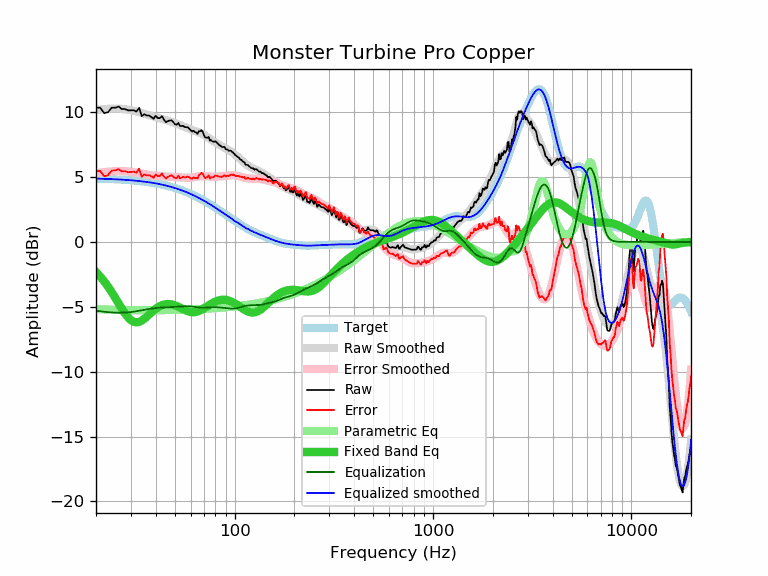 Monster Turbine Pro Copper
Amplitude (dBr)
10
5
0
−5
−10
−15
−20
Target
Raw Smoothed
Error Smoothed
Raw
Error
Parametric Eq
Fixed Band Eq
Equalization
Equalized smoothed
100 1000 10000
Frequency (Hz)